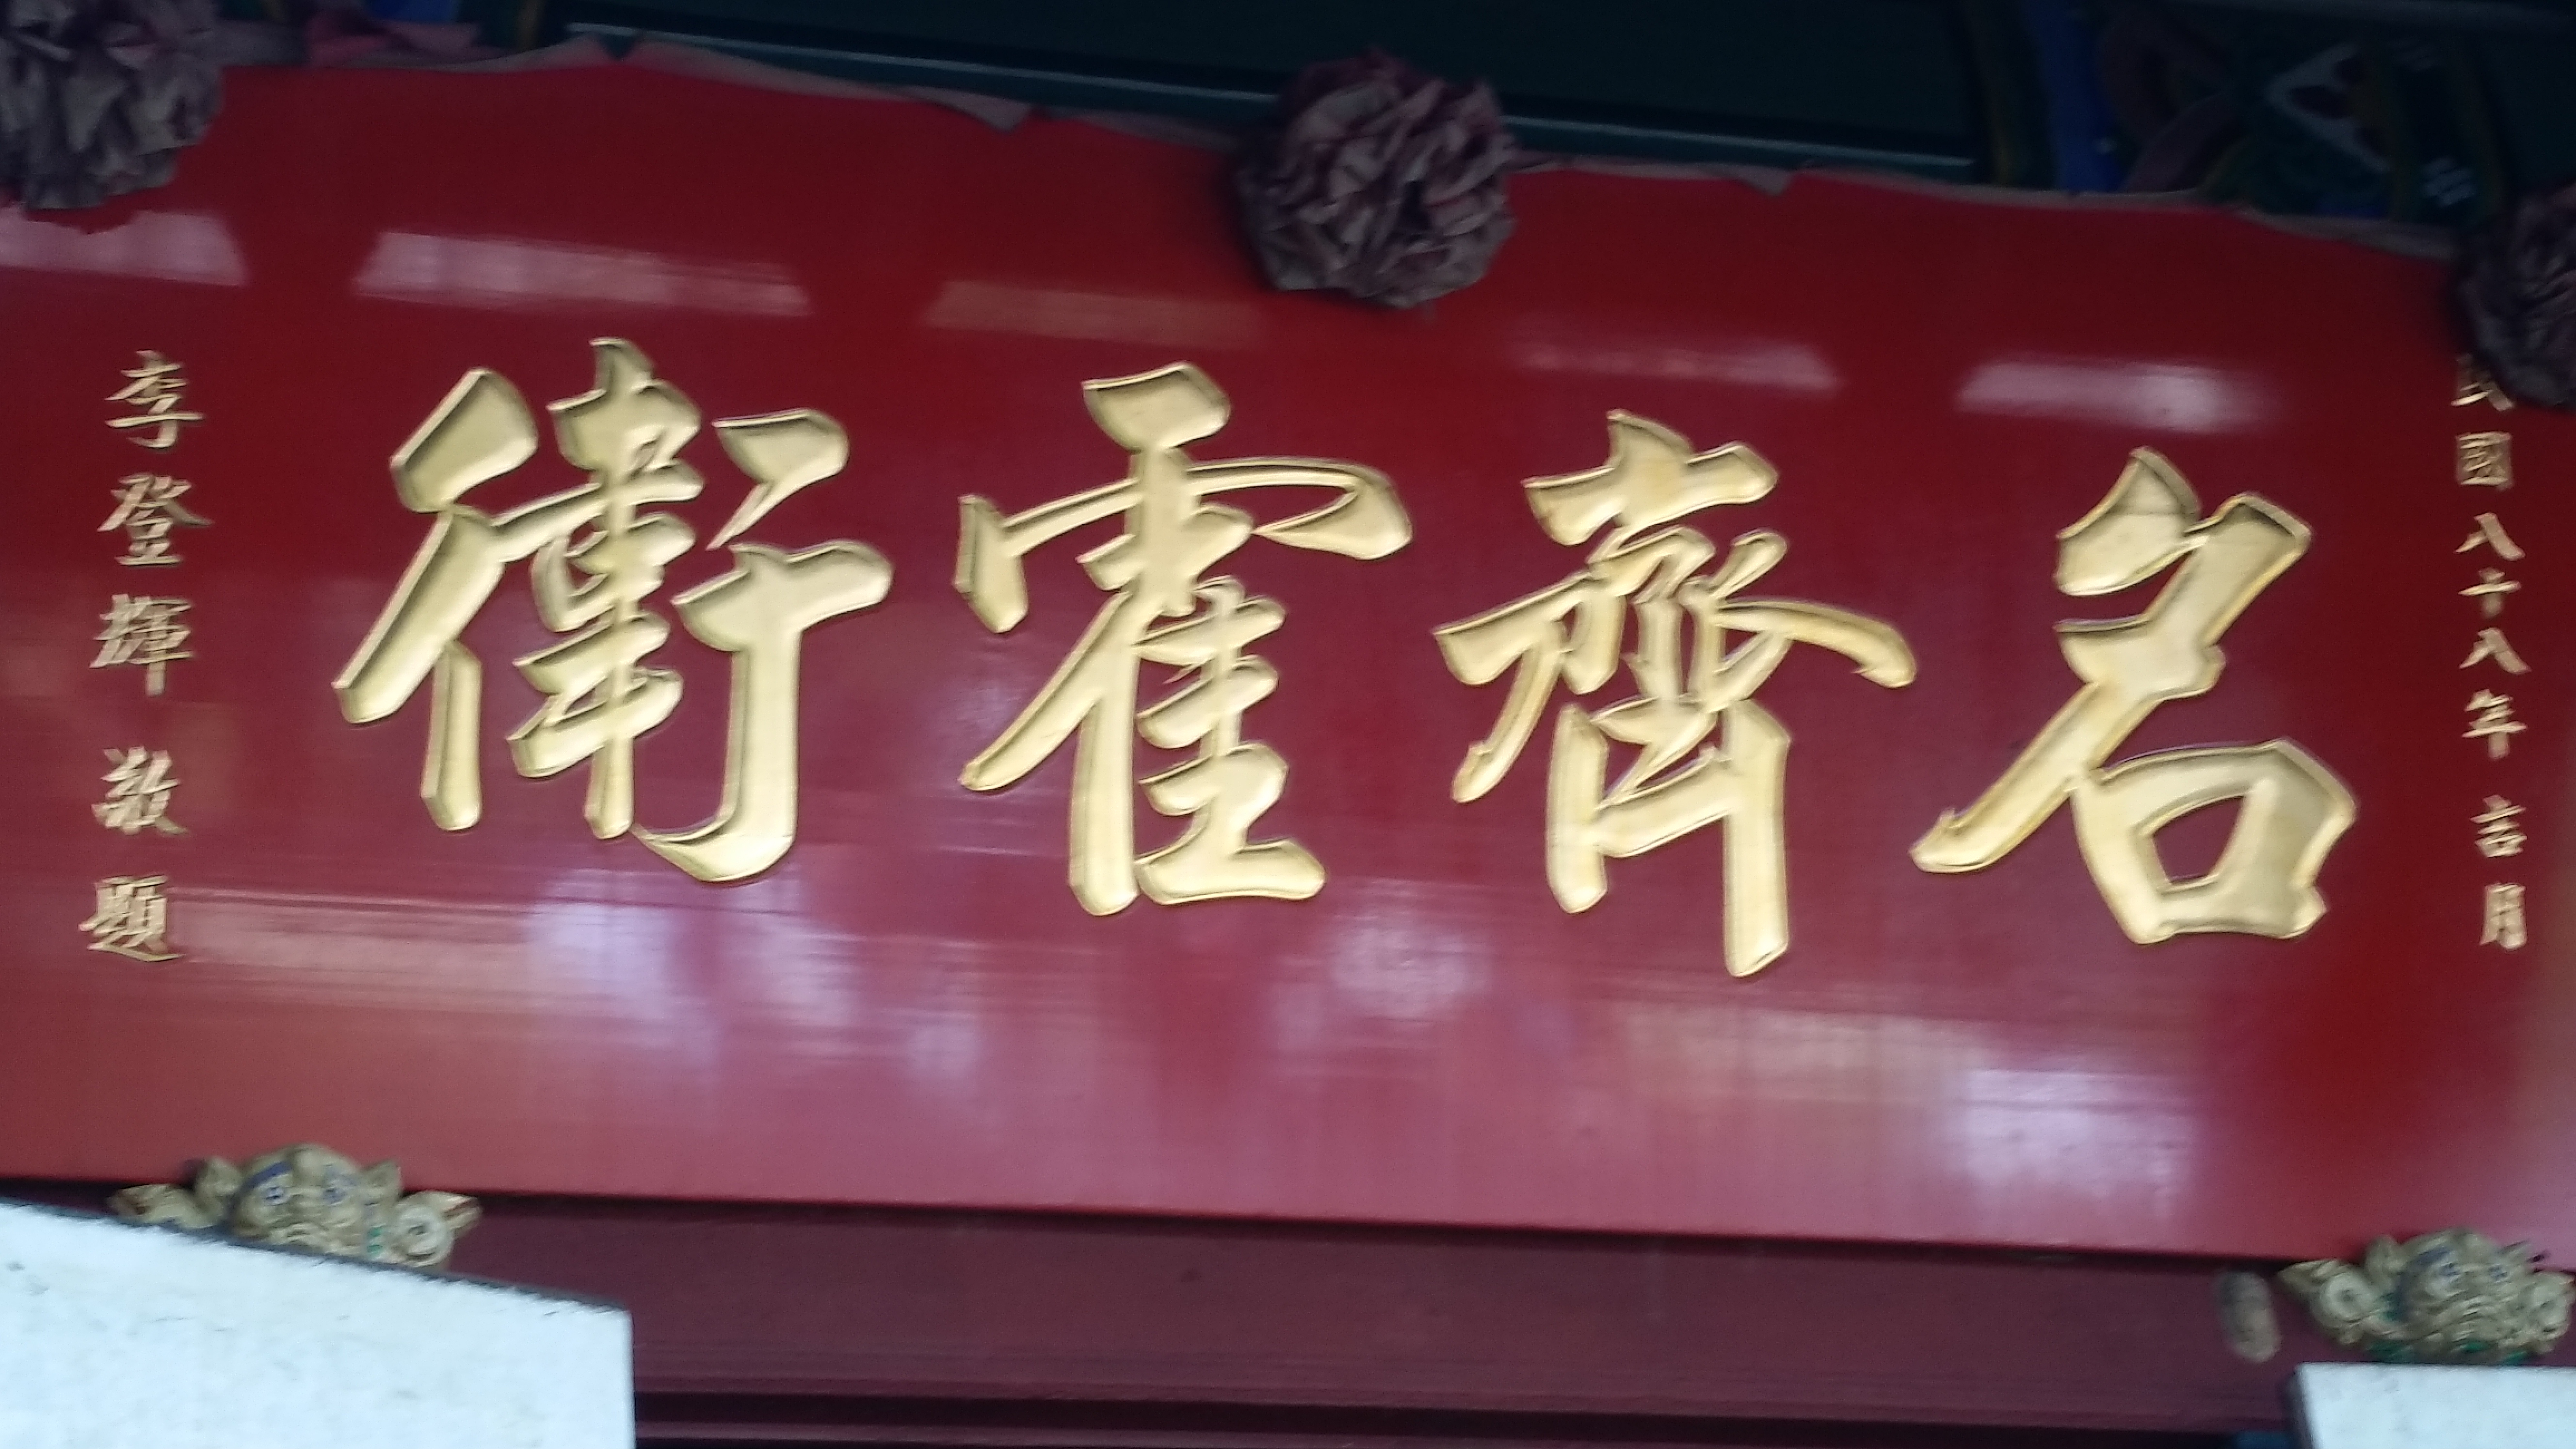 民國八十八年吉月
名齊霍衛
李登輝敬題